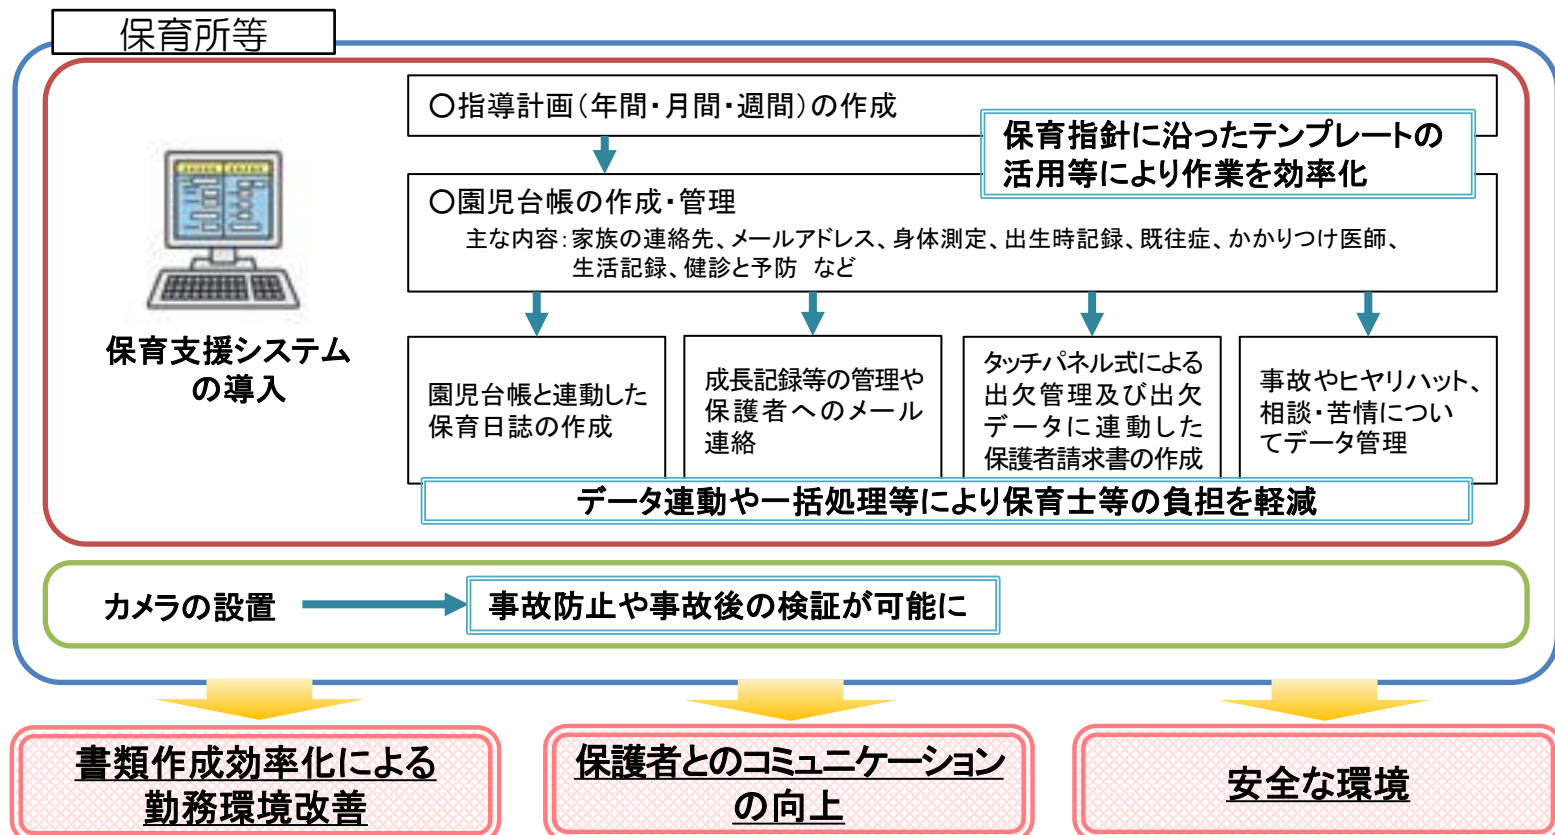 保育所等
〇指導計画（年間・月間・週間）の作成
保育指針に沿ったテンプレートの
活用等により作業を効率化
〇園児台帳の作成・管理
主な内容：家族の連絡先、メールアドレス、身体測定、出生時記録、既往症、かかりつけ医師、
生活記録、健診と予防　など
保育支援システム
の導入
園児台帳と連動した
保育日誌の作成
成長記録等の管理や
保護者へのメール
連絡
タッチパネル式による
出欠管理及び出欠
データに連動した
保護者請求書の作成
事故やヒヤリハット、
相談・苦情につい
てデータ管理
データ連動や一括処理等により保育士等の負担を軽減
カメラの設置
事故防止や事故後の検証が可能に
書類作成効率化による
勤務環境改善
保護者とのコミュニケーション
の向上
安全な環境